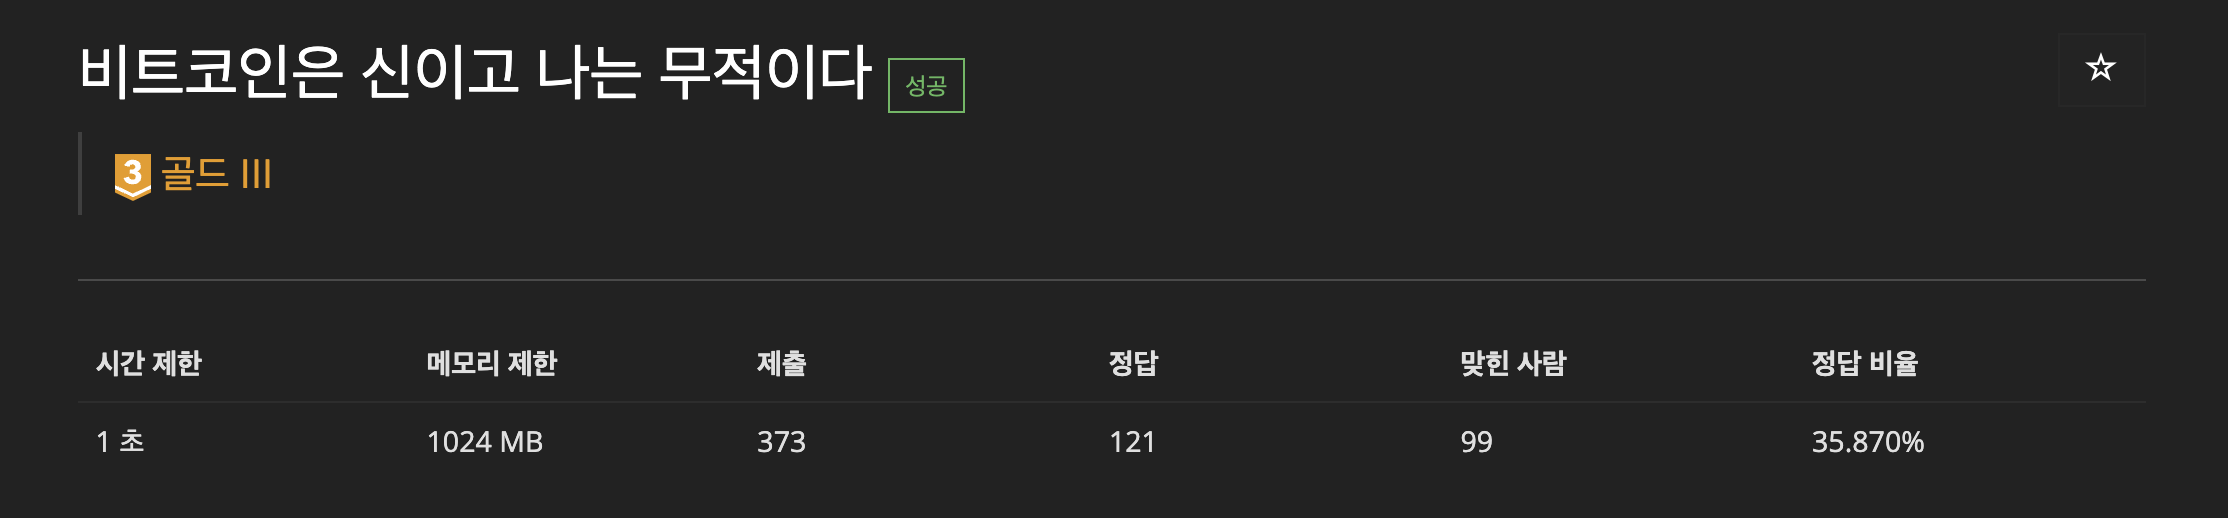 비트코인은 신이고 나는 무적이다 성공
3 골드 III
시간 제한 메모리 제한 제출 정답 맞힌 사람 정답 비율
1 초 1024 MB 373 121 99 35.870%